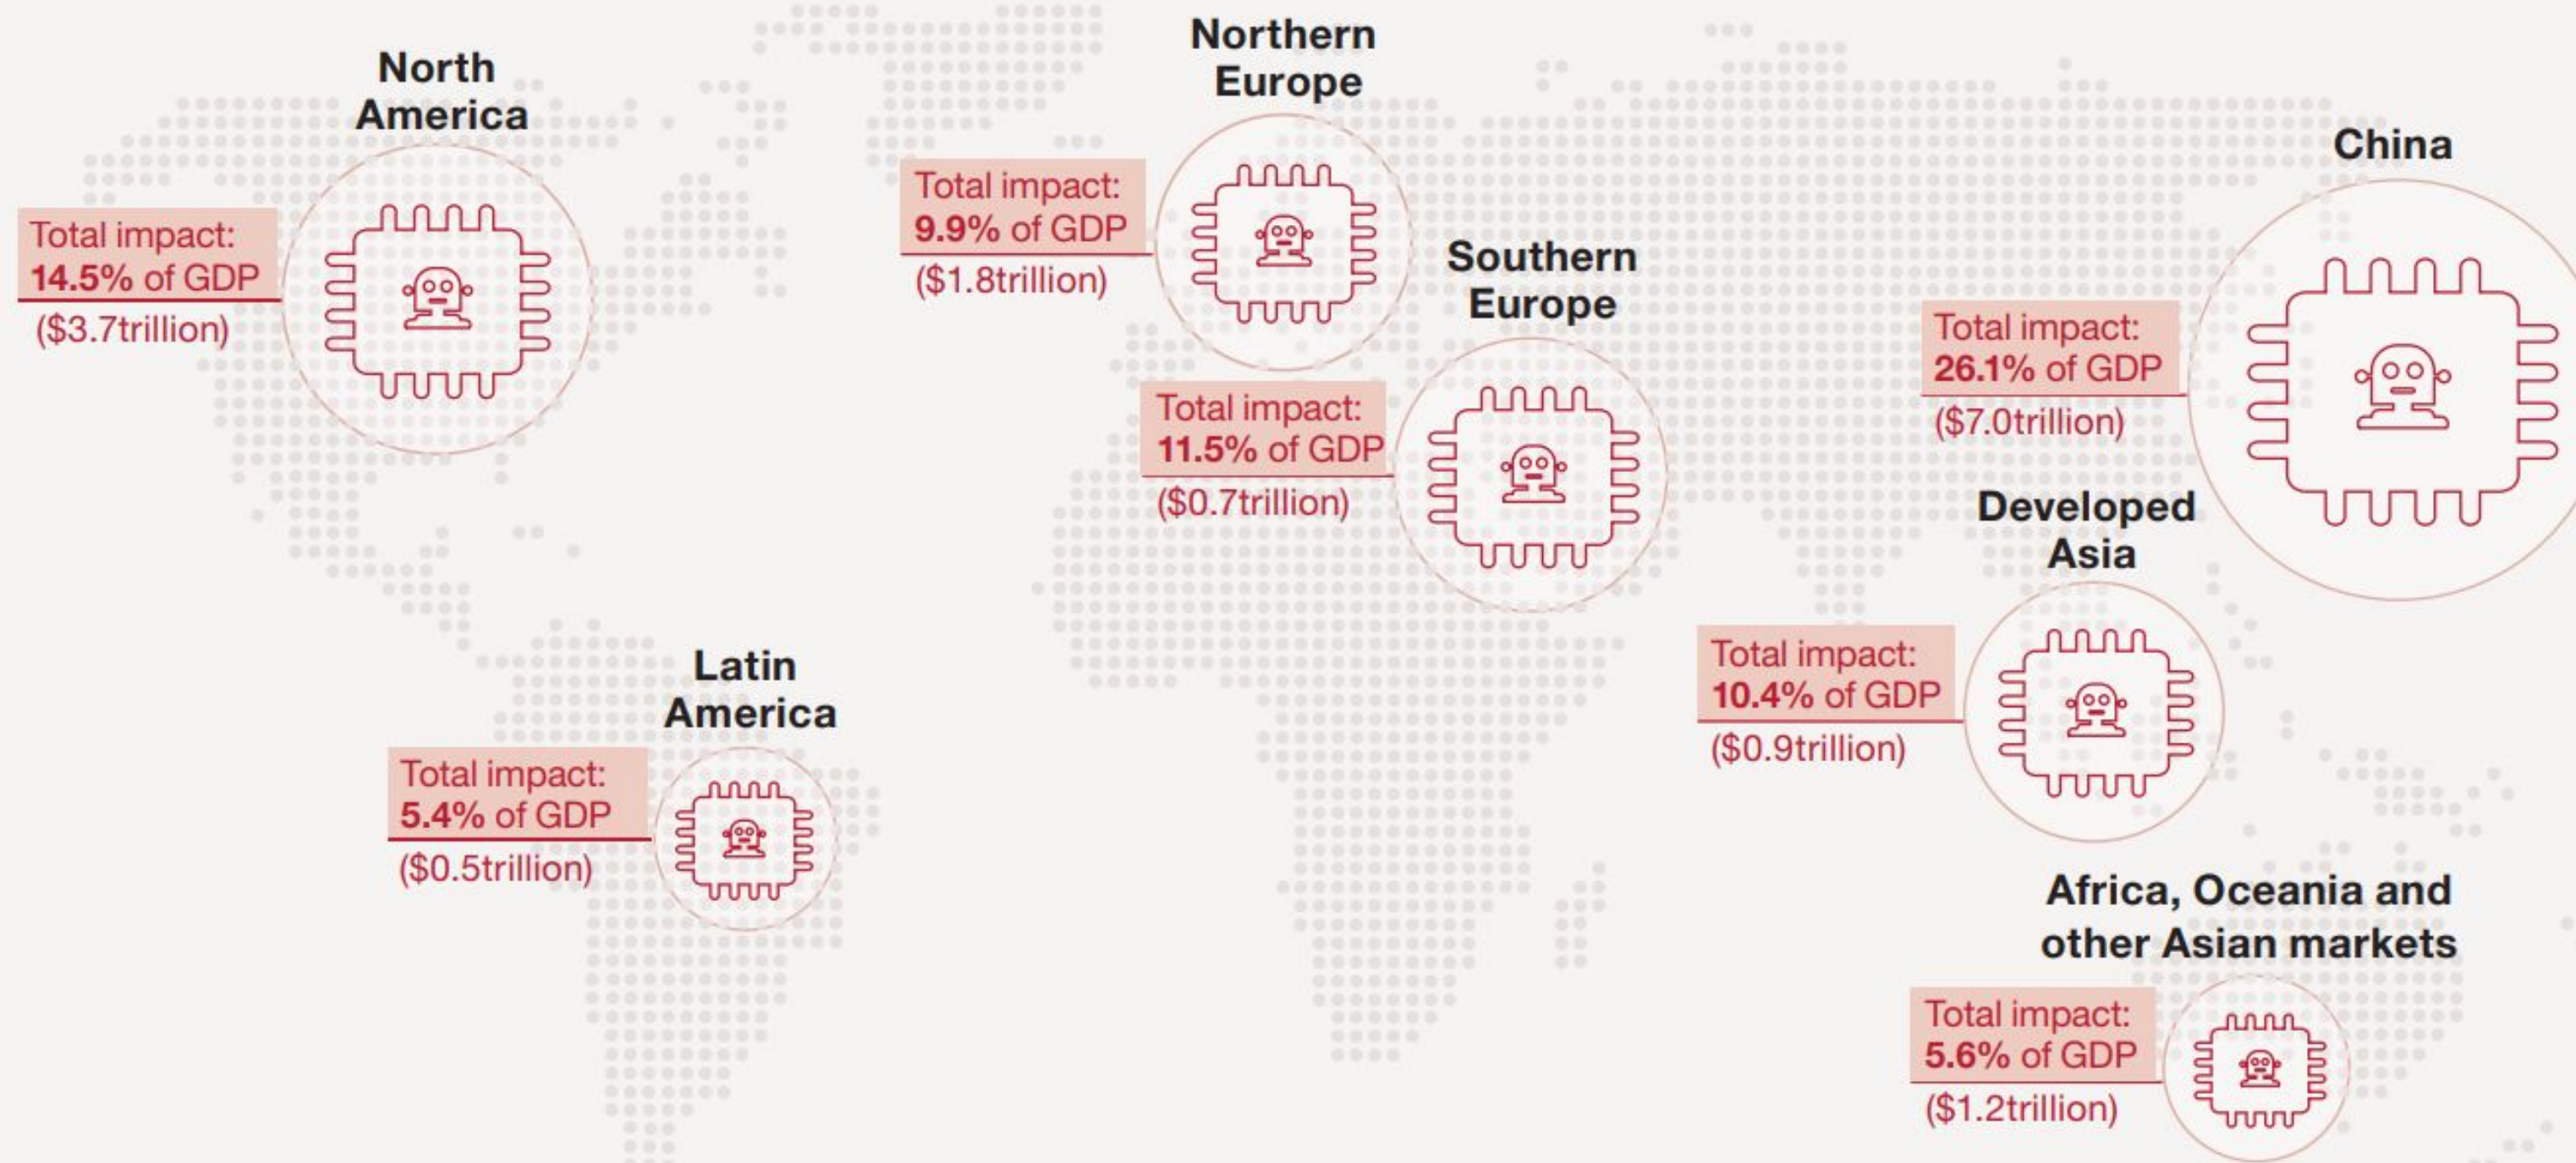 North
America
Total impact:
14.5% of GDP
($3.7trillion)
Northern
Europe
Total impact:
9.9% of GDP
($1.8trillion)
Southern
Europe
Total impact:
11.5% of GDP
($0.7trillion)
China
Total impact:
26.1% of GDP
($7.0trillion)
Developed
Asia
Total impact:
10.4% of GDP
($0.9trillion)
Latin
America
Total impact:
5.4% of GDP
($0.5trillion)
Africa, Oceania and
other Asian markets
Total impact:
5.6% of GDP
($1.2trillion)